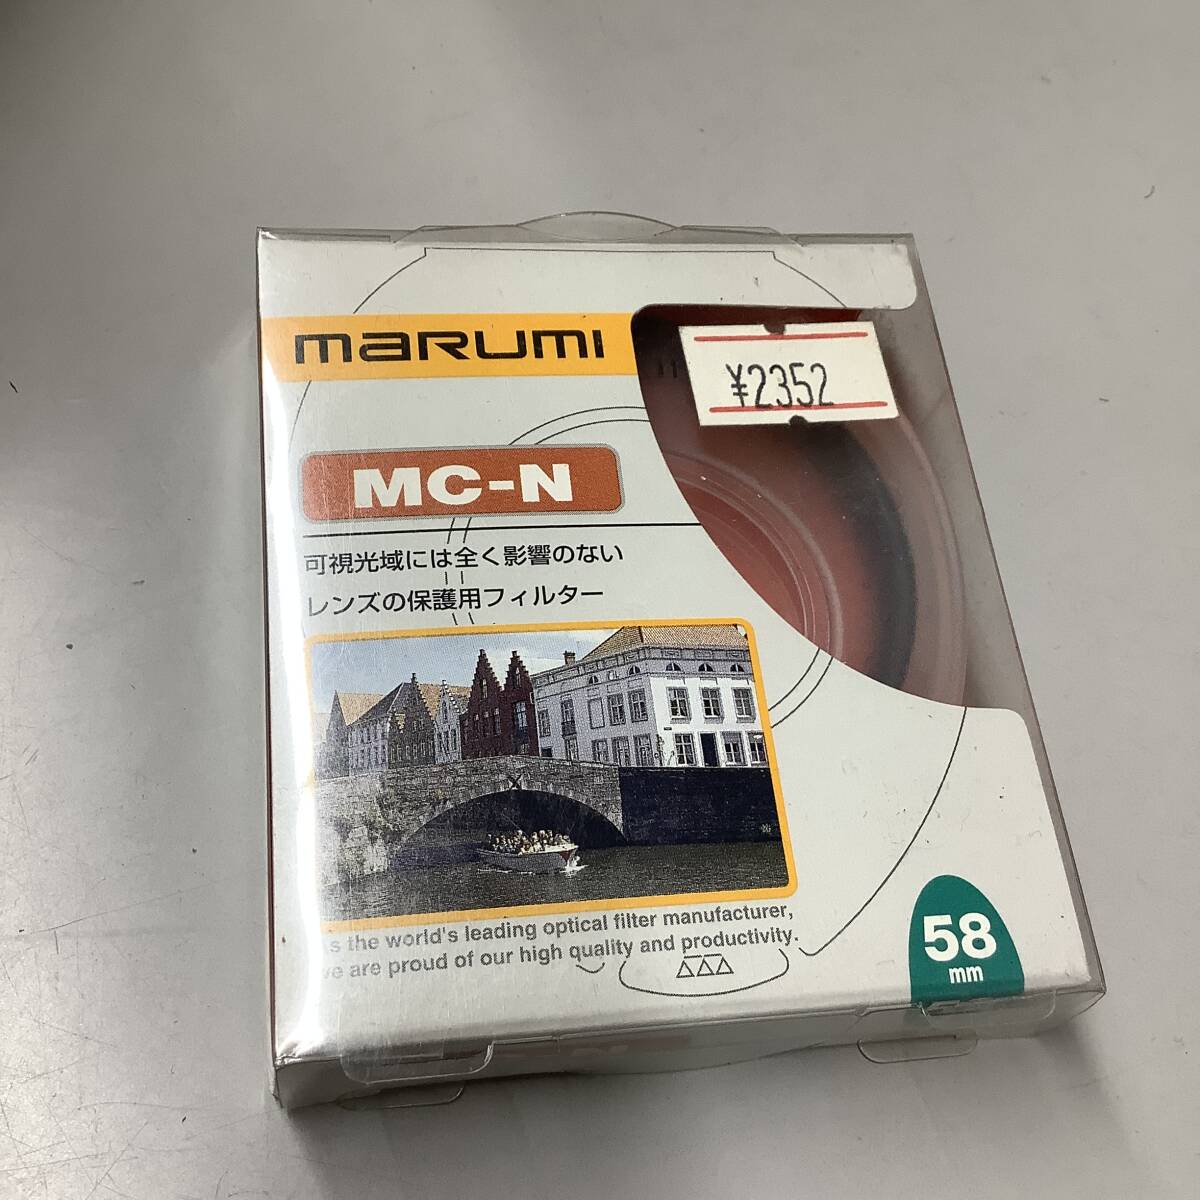 marumi
¥2352
MC-N
可視光域には全く影響のない
レンズの保護用フィルター
As the world's leading optical filter manufacturer,
we are proud of our high quality and productivity.
58
mm